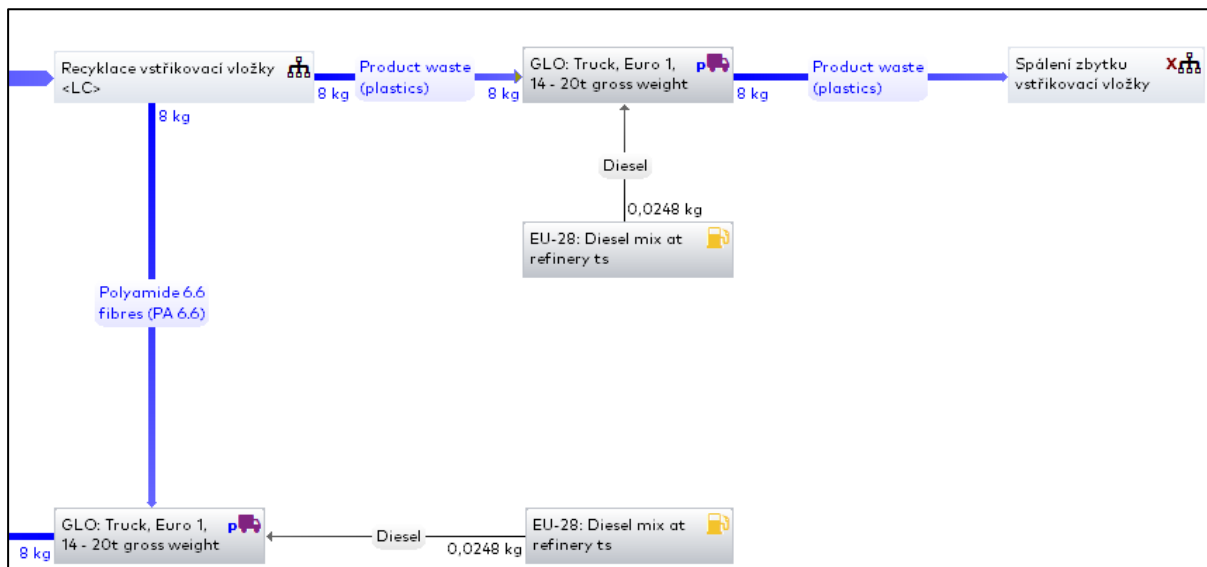 Recyklace vstřikovací vložky
<LC>
8 kg
Product waste
(plastics)
8 kg
8 kg
GLO: Truck, Euro 1,
14 - 20t gross weight
p
8 kg
Product waste
(plastics)
Spálení zbytku
vstřikovací vložky
X
Diesel
0,0248 kg
EU-28: Diesel mix at
refinery ts
Polyamide 6.6
fibres (PA 6.6)
GLO: Truck, Euro 1,
14 - 20t gross weight
p
8 kg
Diesel
0,0248 kg
EU-28: Diesel mix at
refinery ts